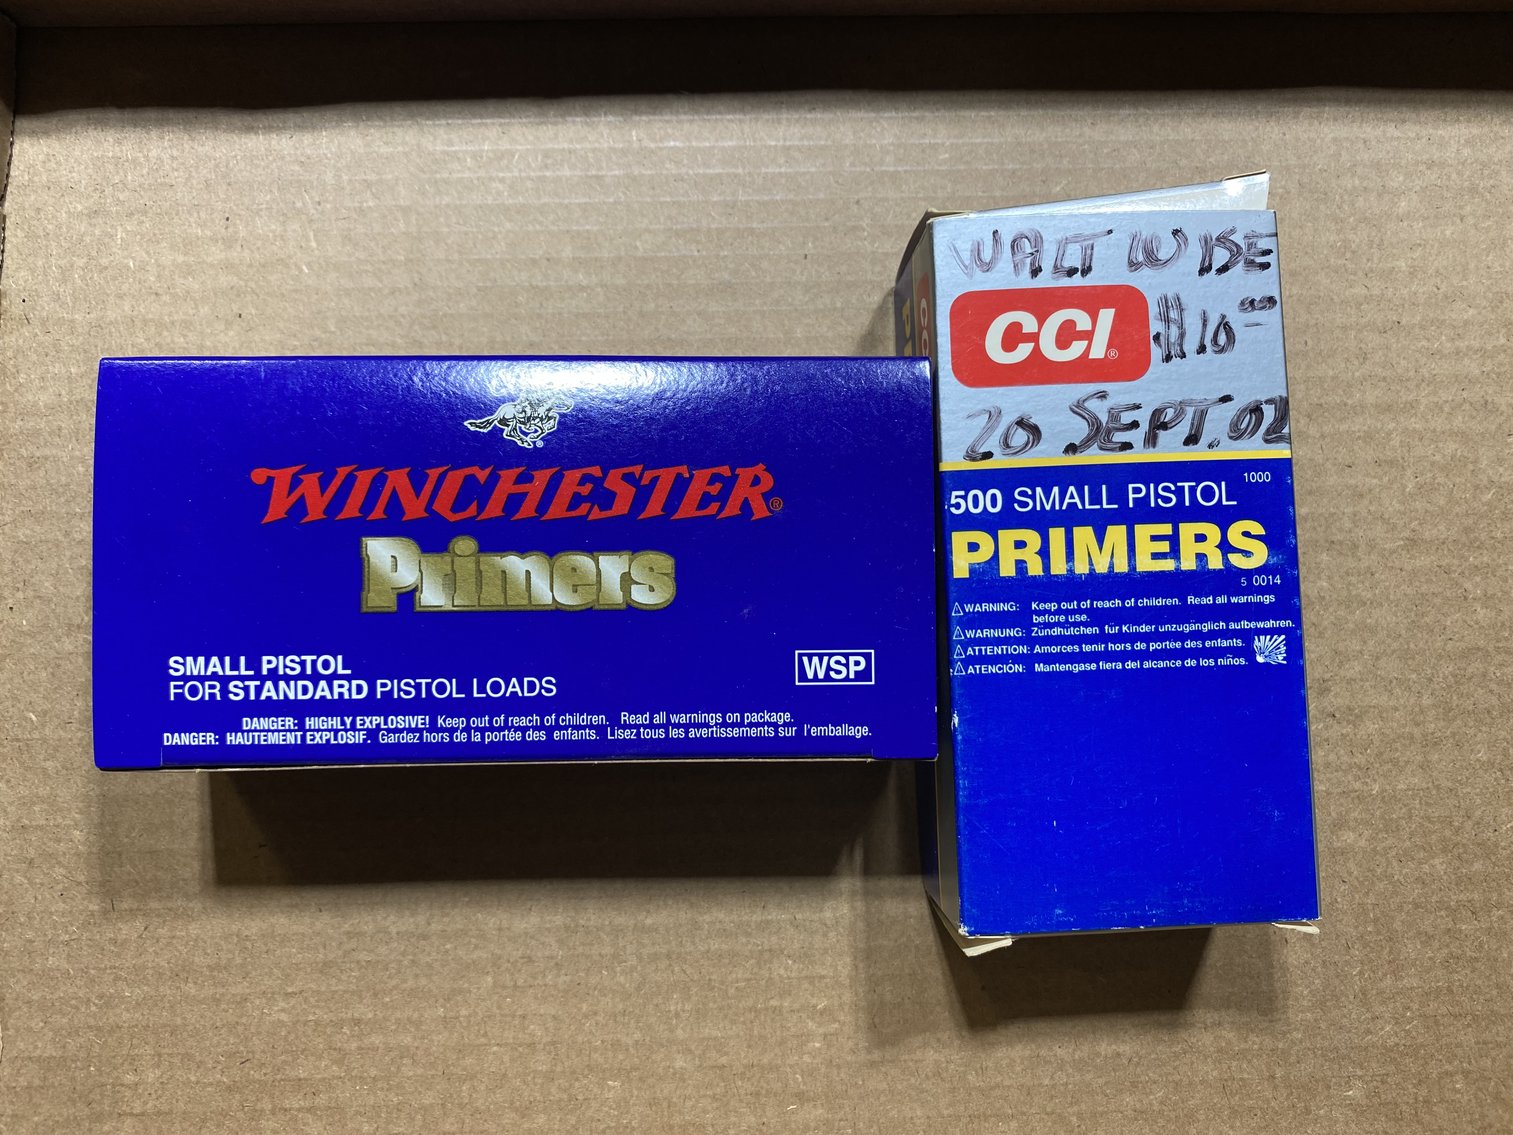 WINCHESTER®
Primers
SMALL PISTOL
FOR STANDARD PISTOL LOADS
WSP
DANGER: HIGHLY EXPLOSIVE! Keep out of reach of children. Read all warnings on package.
DANGER: HAUTEMENT EXPLOSIF. Gardez hors de la portée des enfants. Lisez tous les avertissements sur l'emballage.
WALT WISE
CCI®
$10.00
20 SEPT. 02
1000
500 SMALL PISTOL
PRIMERS
5 0014
WARNING: Keep out of reach of children. Read all warnings
before use.
WARNUNG: Zündhütchen für Kinder unzugänglich aufbewahren.
ATTENTION: Amorces tenir hors de portée des enfants.
ATENCIÓN: Mantengase fiera del alcance de los niños.